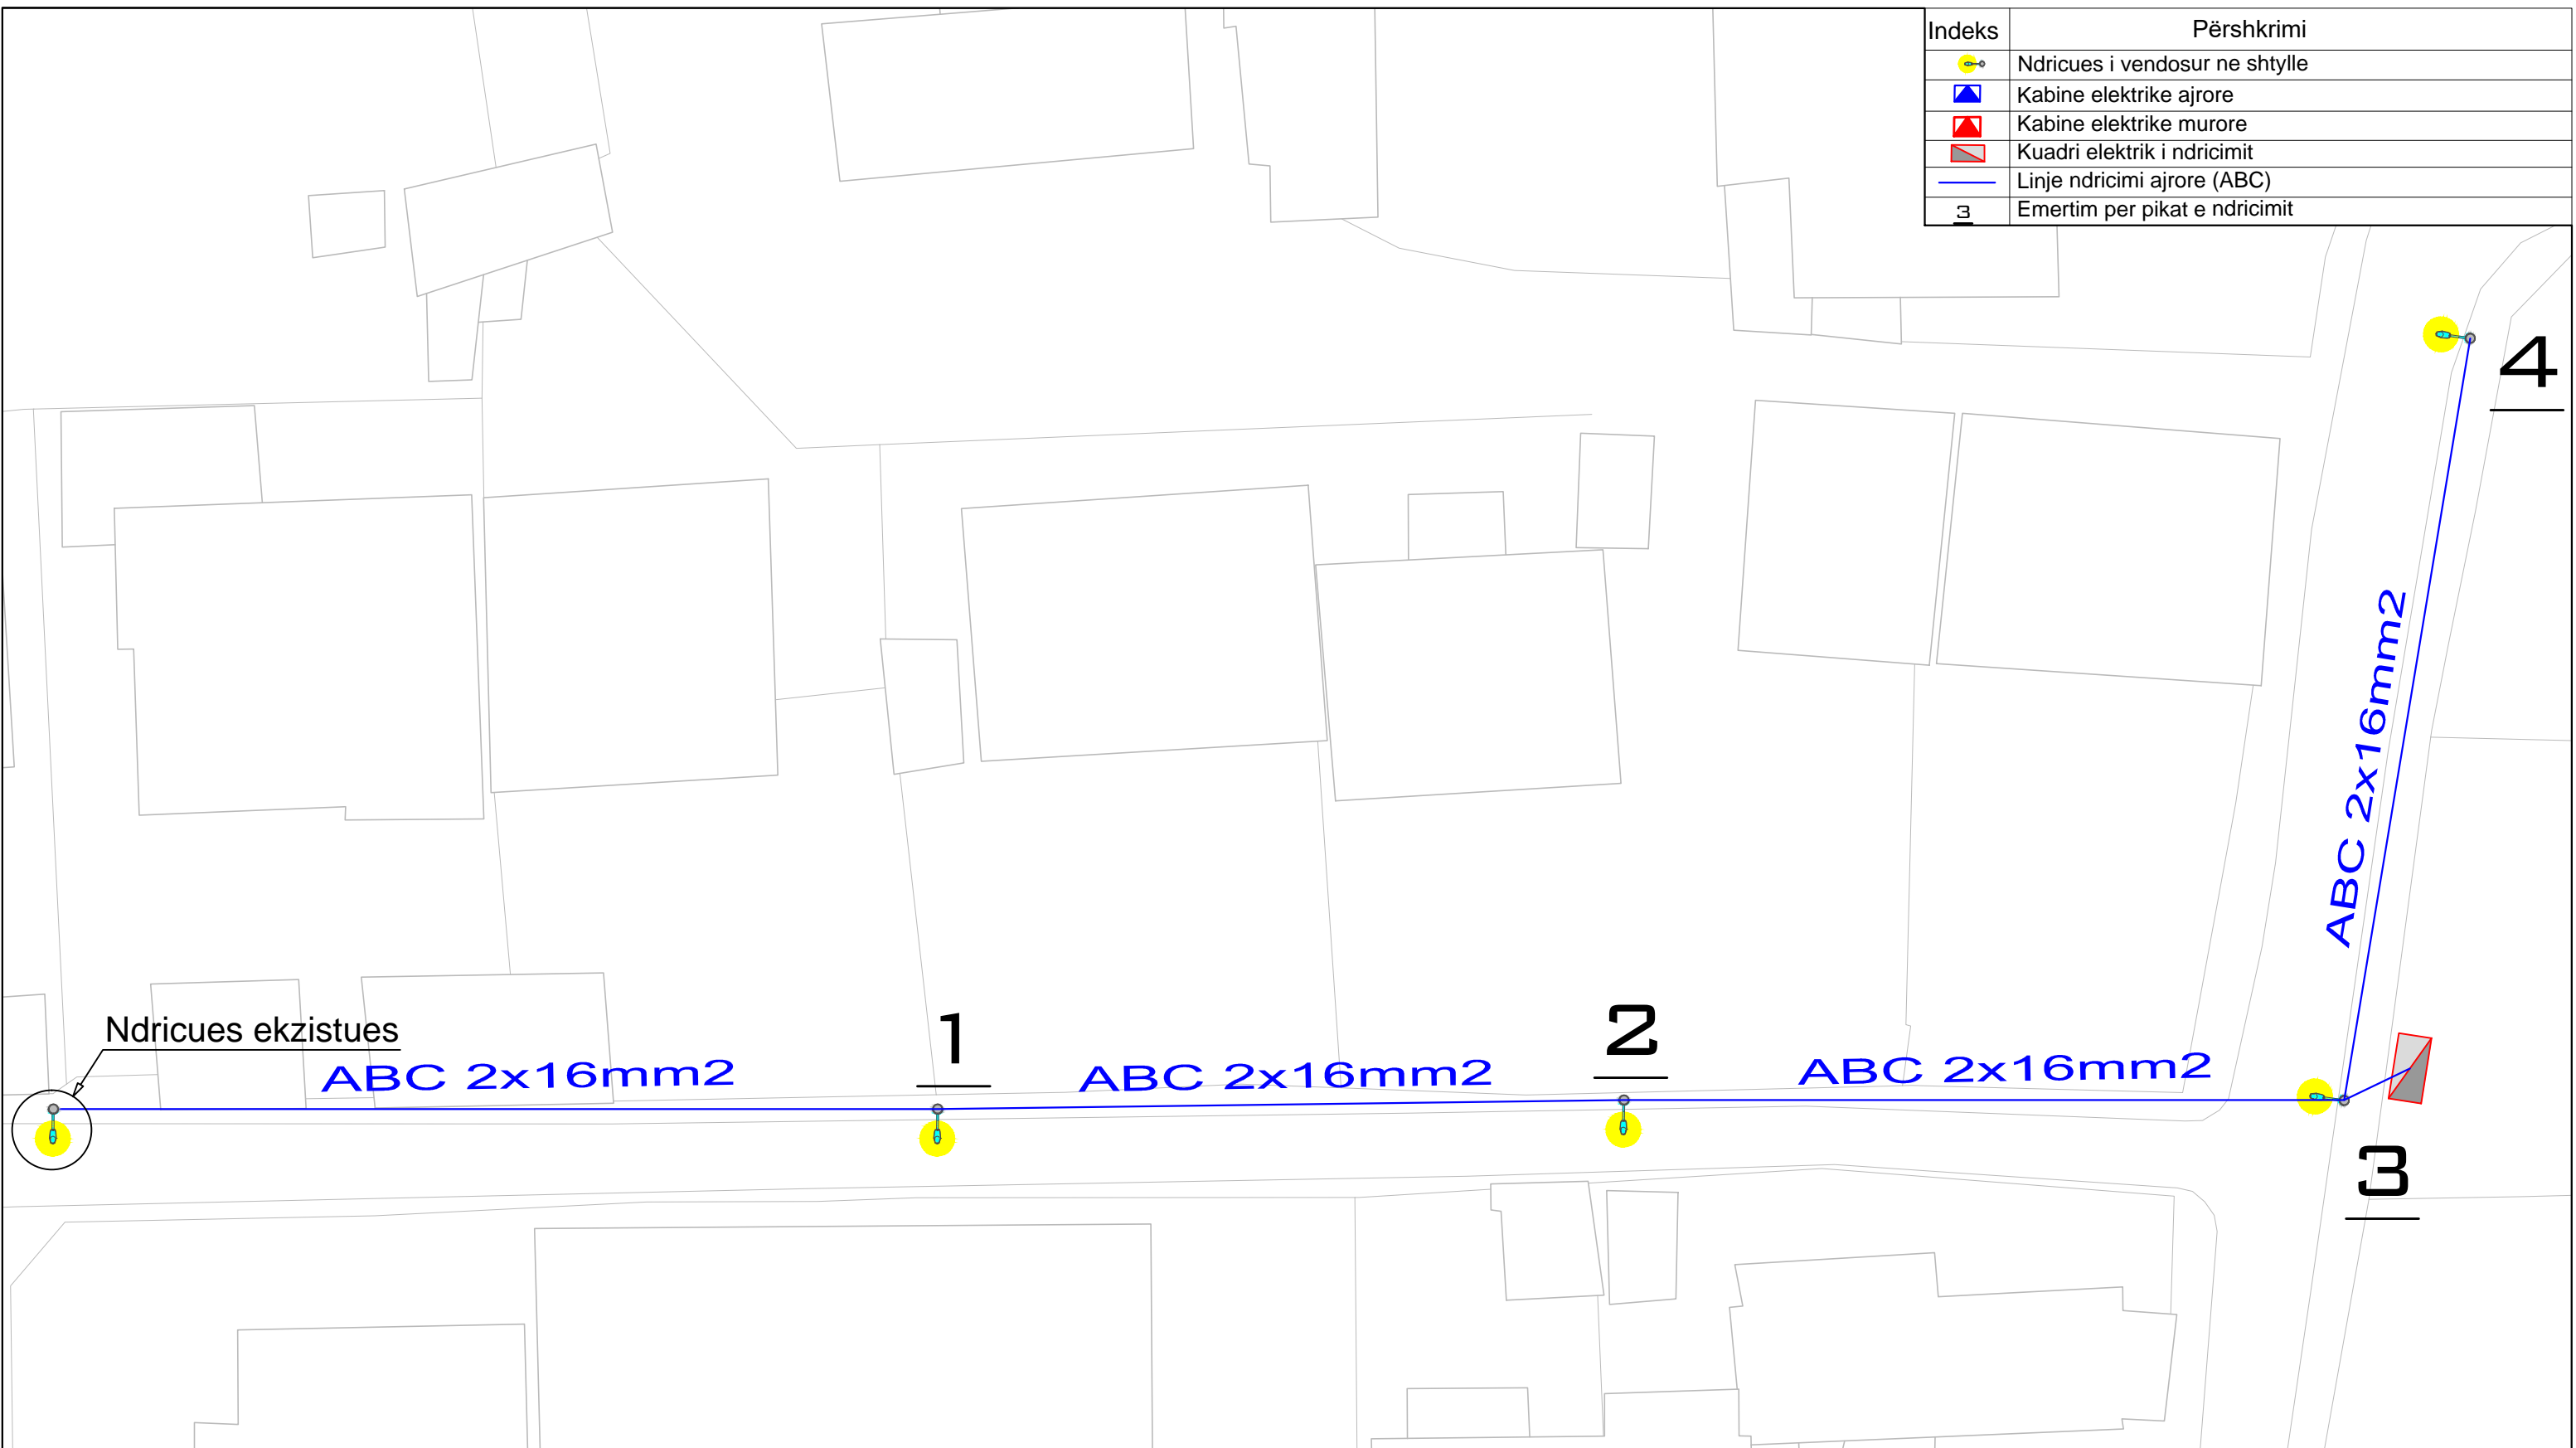 Indeks Përshkrimi
Ndricues i vendosur ne shtylle
Kabine elektrike ajrore
Kabine elektrike murore
Kuadri elektrik i ndricimit
Linje ndricimi ajrore (ABC)
3 Emertim per pikat e ndricimit
4
ABC 2x16mm2
Ndricues ekzistues
1
2
ABC 2x16mm2
ABC 2x16mm2
ABC 2x16mm2
3